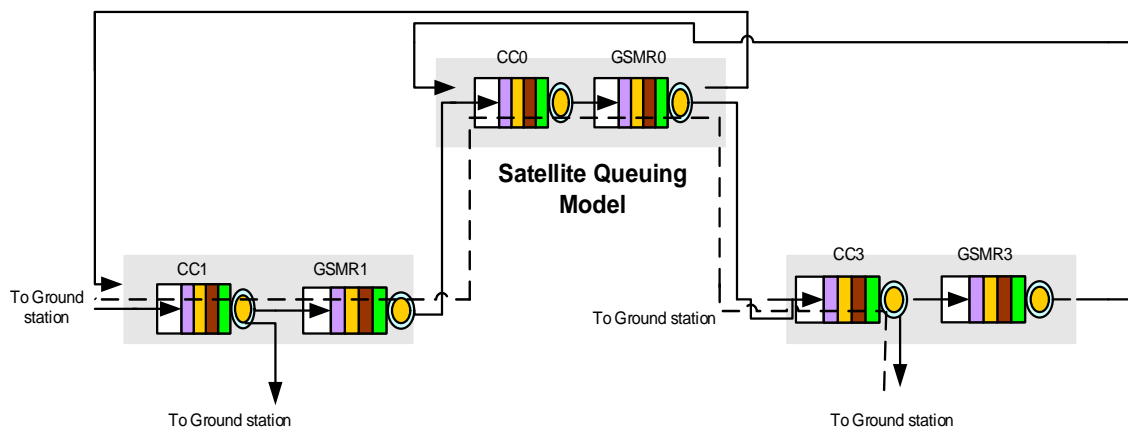 CC0 GSMR0
Satellite Queuing
Model
CC1 GSMR1
CC3 GSMR3
To Ground
station
To Ground station
To Ground station
To Ground station